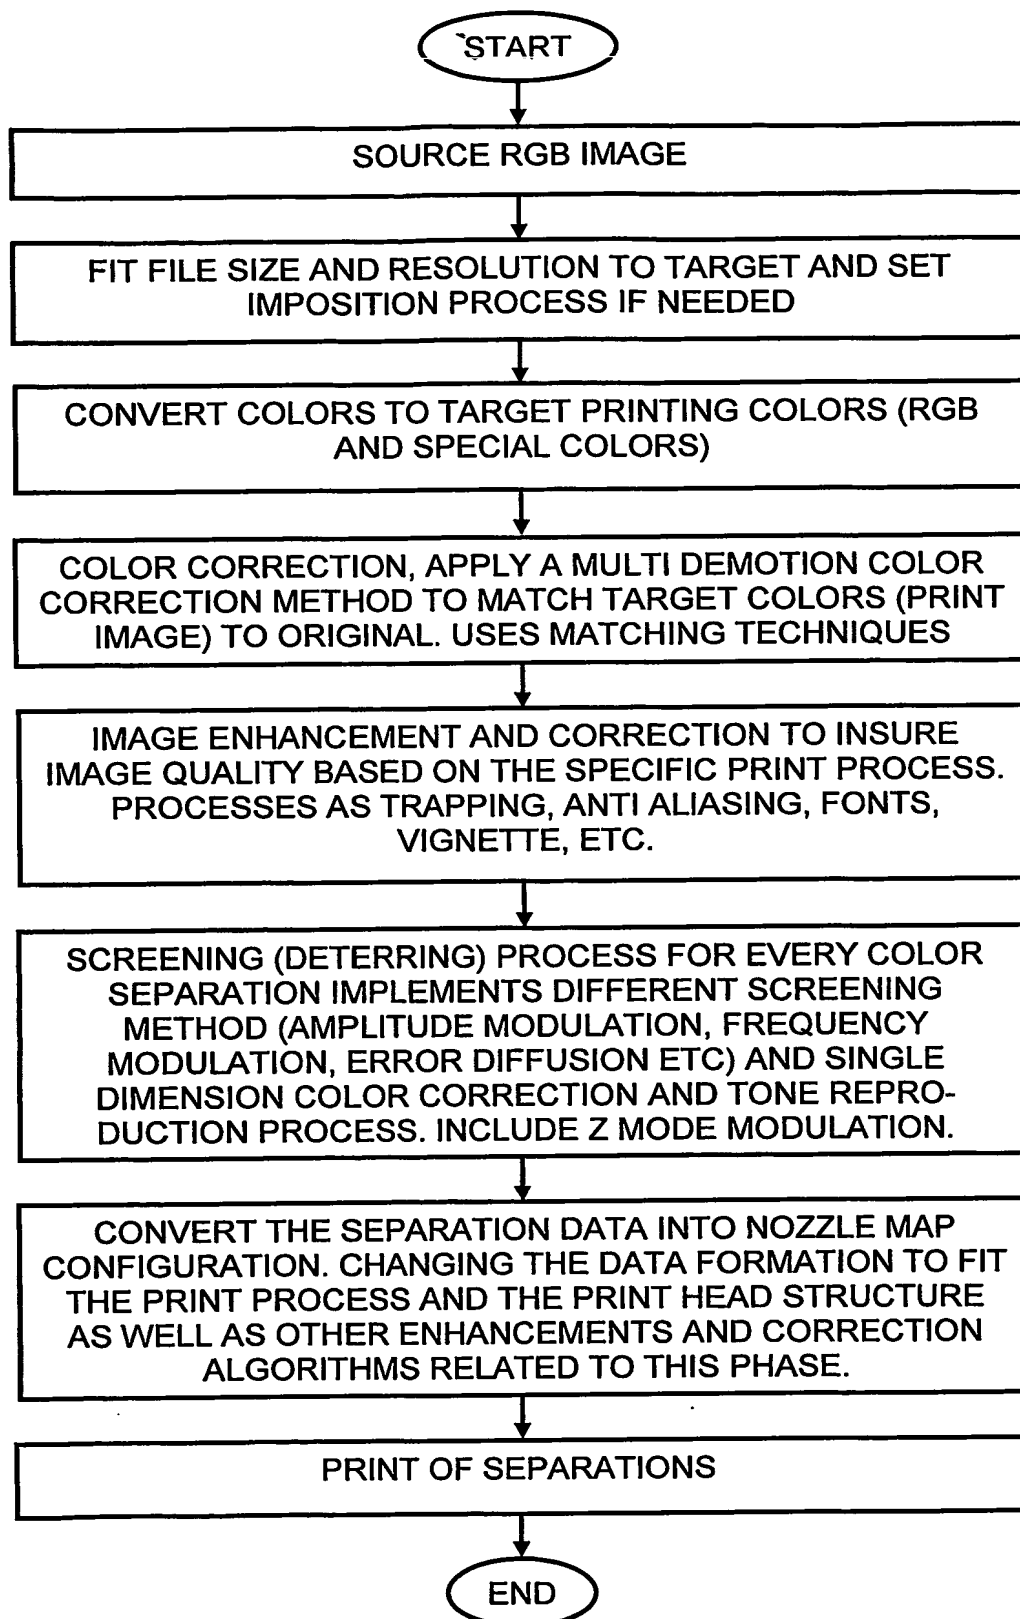 START
SOURCE RGB IMAGE
FIT FILE SIZE AND RESOLUTION TO TARGET AND SET
IMPOSITION PROCESS IF NEEDED
CONVERT COLORS TO TARGET PRINTING COLORS (RGB
AND SPECIAL COLORS)
COLOR CORRECTION, APPLY A MULTI DEMOTION COLOR
CORRECTION METHOD TO MATCH TARGET COLORS (PRINT
IMAGE) TO ORIGINAL. USES MATCHING TECHNIQUES
IMAGE ENHANCEMENT AND CORRECTION TO INSURE
IMAGE QUALITY BASED ON THE SPECIFIC PRINT PROCESS.
PROCESSES AS TRAPPING, ANTI ALIASING, FONTS,
VIGNETTE, ETC.
SCREENING (DETERRING) PROCESS FOR EVERY COLOR
SEPARATION IMPLEMENTS DIFFERENT SCREENING
METHOD (AMPLITUDE MODULATION, FREQUENCY
MODULATION, ERROR DIFFUSION ETC) AND SINGLE
DIMENSION COLOR CORRECTION AND TONE REPRO-
DUCTION PROCESS. INCLUDE Z MODE MODULATION.
CONVERT THE SEPARATION DATA INTO NOZZLE MAP
CONFIGURATION. CHANGING THE DATA FORMATION TO FIT
THE PRINT PROCESS AND THE PRINT HEAD STRUCTURE
AS WELL AS OTHER ENHANCEMENTS AND CORRECTION
ALGORITHMS RELATED TO THIS PHASE.
PRINT OF SEPARATIONS
END